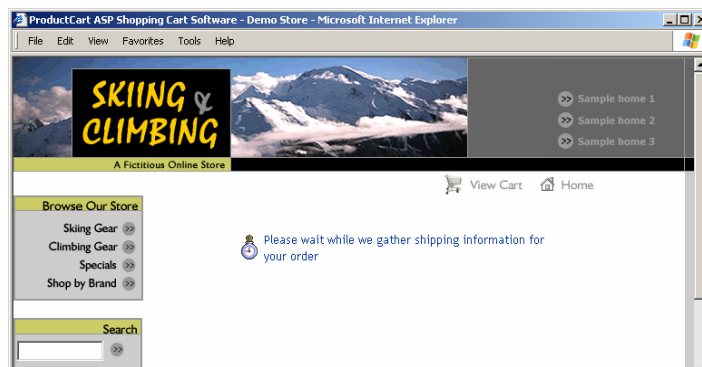 ProductCart ASP Shopping Cart Software - Demo Store - Microsoft Internet Explorer
File Edit View Favorites Tools Help
SKIING &
CLIMBING
Sample home 1
Sample home 2
Sample home 3
A Fictitious Online Store
View Cart Home
Browse Our Store
Skiing Gear
Climbing Gear
Specials
Shop by Brand
Please wait while we gather shipping information for
your order
Search